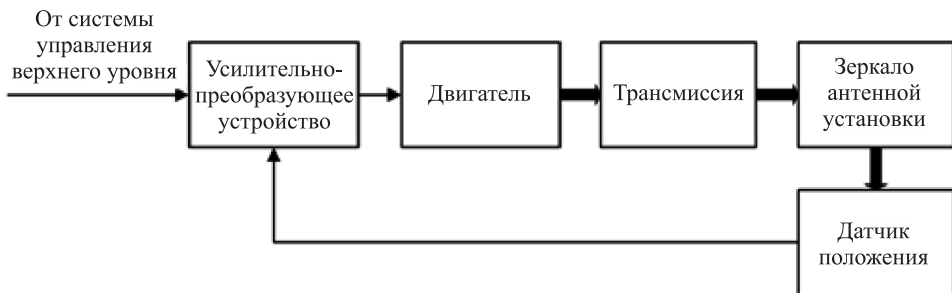 От системы
управления
верхнего уровня
Усилительно-
преобразующее
устройство
Двигатель
Трансмиссия
Зеркало
антенной
установки
Датчик
положения